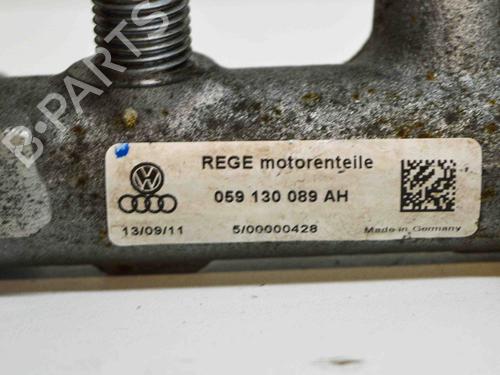 B-PARTS
REGE motorenteile
059 130 089 AH
13/09/11 5/00000428 Made in Germany